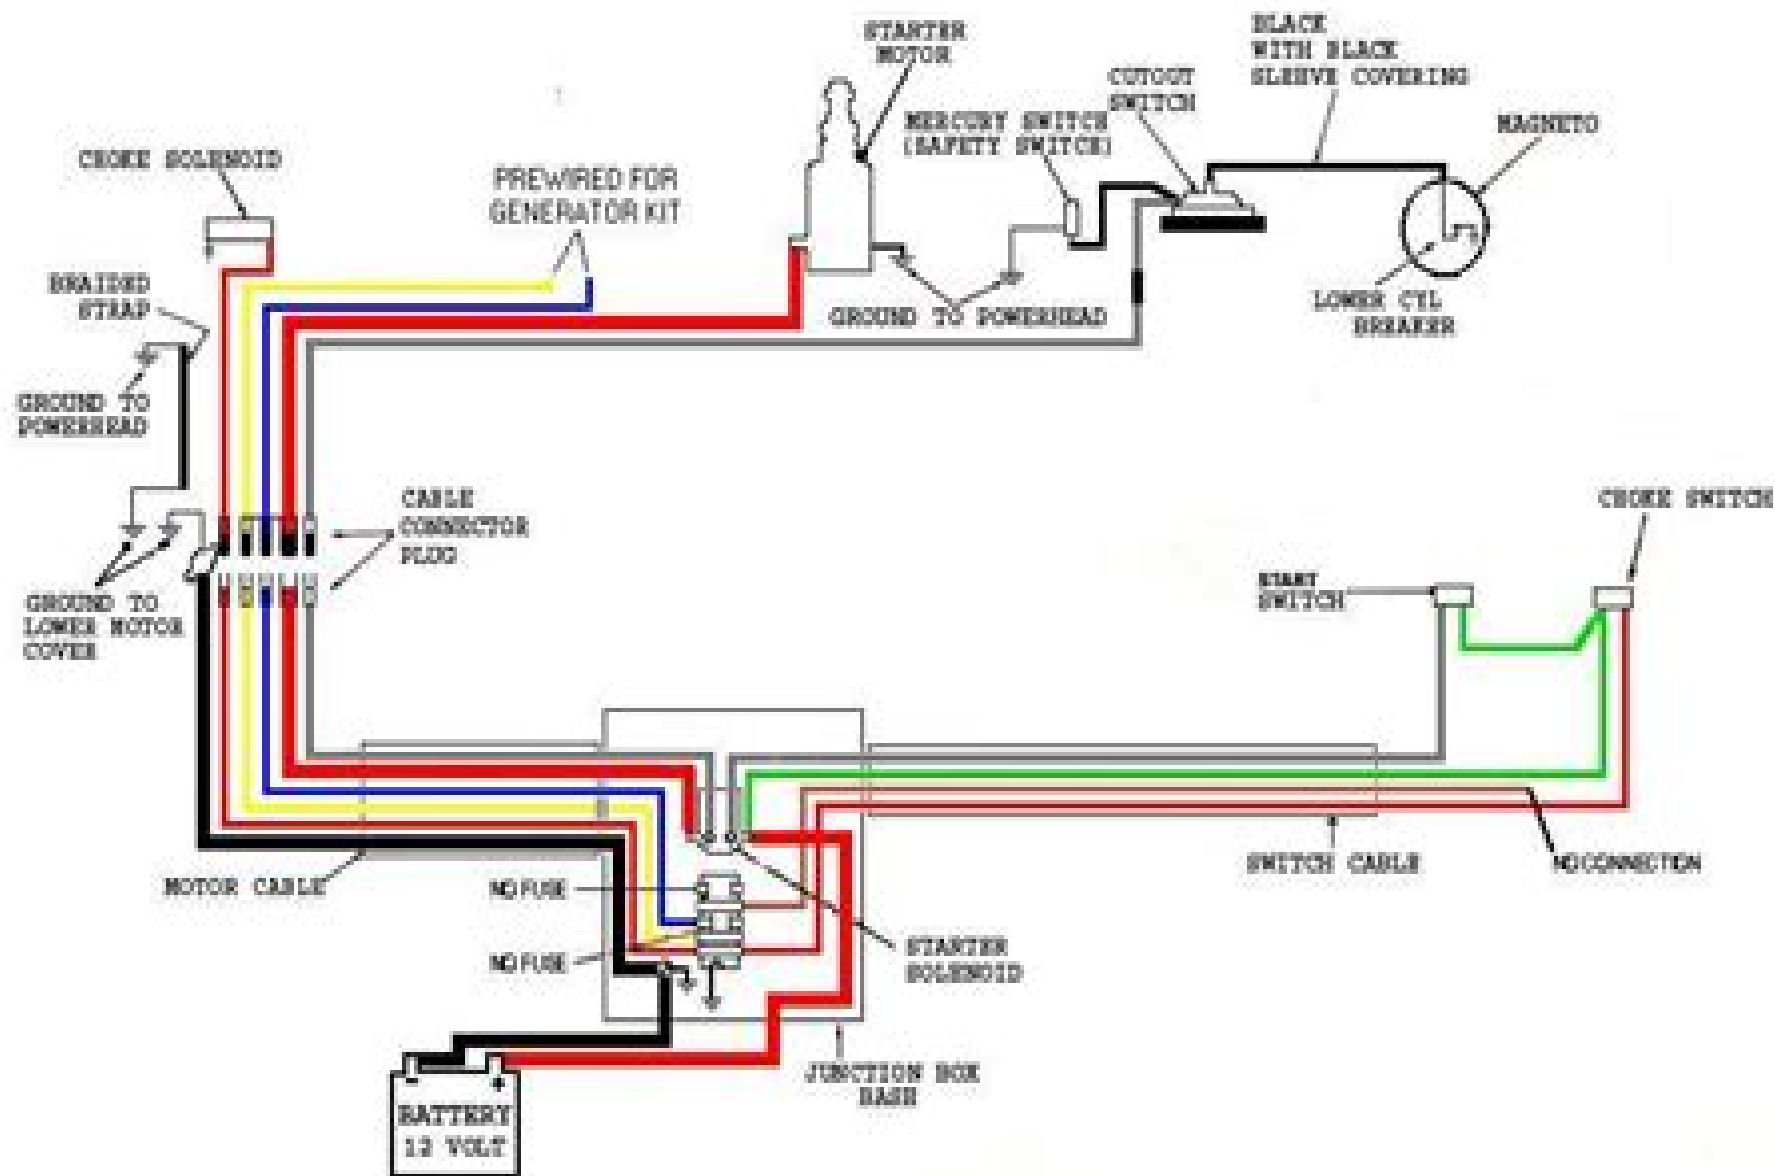 STARTER
MOTOR
BLACK
WITH BLACK
SLEEVE COVERING
CUTOUT
SWITCH
MERCURY SWITCH
(SAFETY SWITCH)
MAGNETO
CHOKE SOLENOID
PREWIRED FOR
GENERATOR KIT
BRAIDED
STRAP
GROUND TO POWERHEAD
LOWER CYL
BREAKER
GROUND TO
POWERHEAD
CABLE
CONNECTOR
PLUG
CHOKE SWITCH
START
SWITCH
GROUND TO
LOWER MOTOR
COVER
MOTOR CABLE
NO FUSE
SWITCH CABLE
NO CONNECTION
NO FUSE
STARTER
SOLENOID
JUNCTION BOX
BASE
- +
BATTERY
12 VOLT